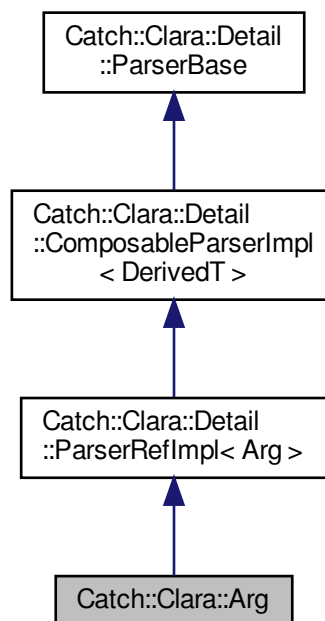 Catch::Clara::Detail
::ParserBase
Catch::Clara::Detail
::ComposableParserImpl
< DerivedT >
Catch::Clara::Detail
::ParserRefImpl< Arg >
Catch::Clara::Arg